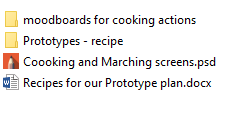 moodboards for cooking actions
Prototypes - recipe
Coooking and Marching screens.psd
Recipes for our Prototype plan.docx